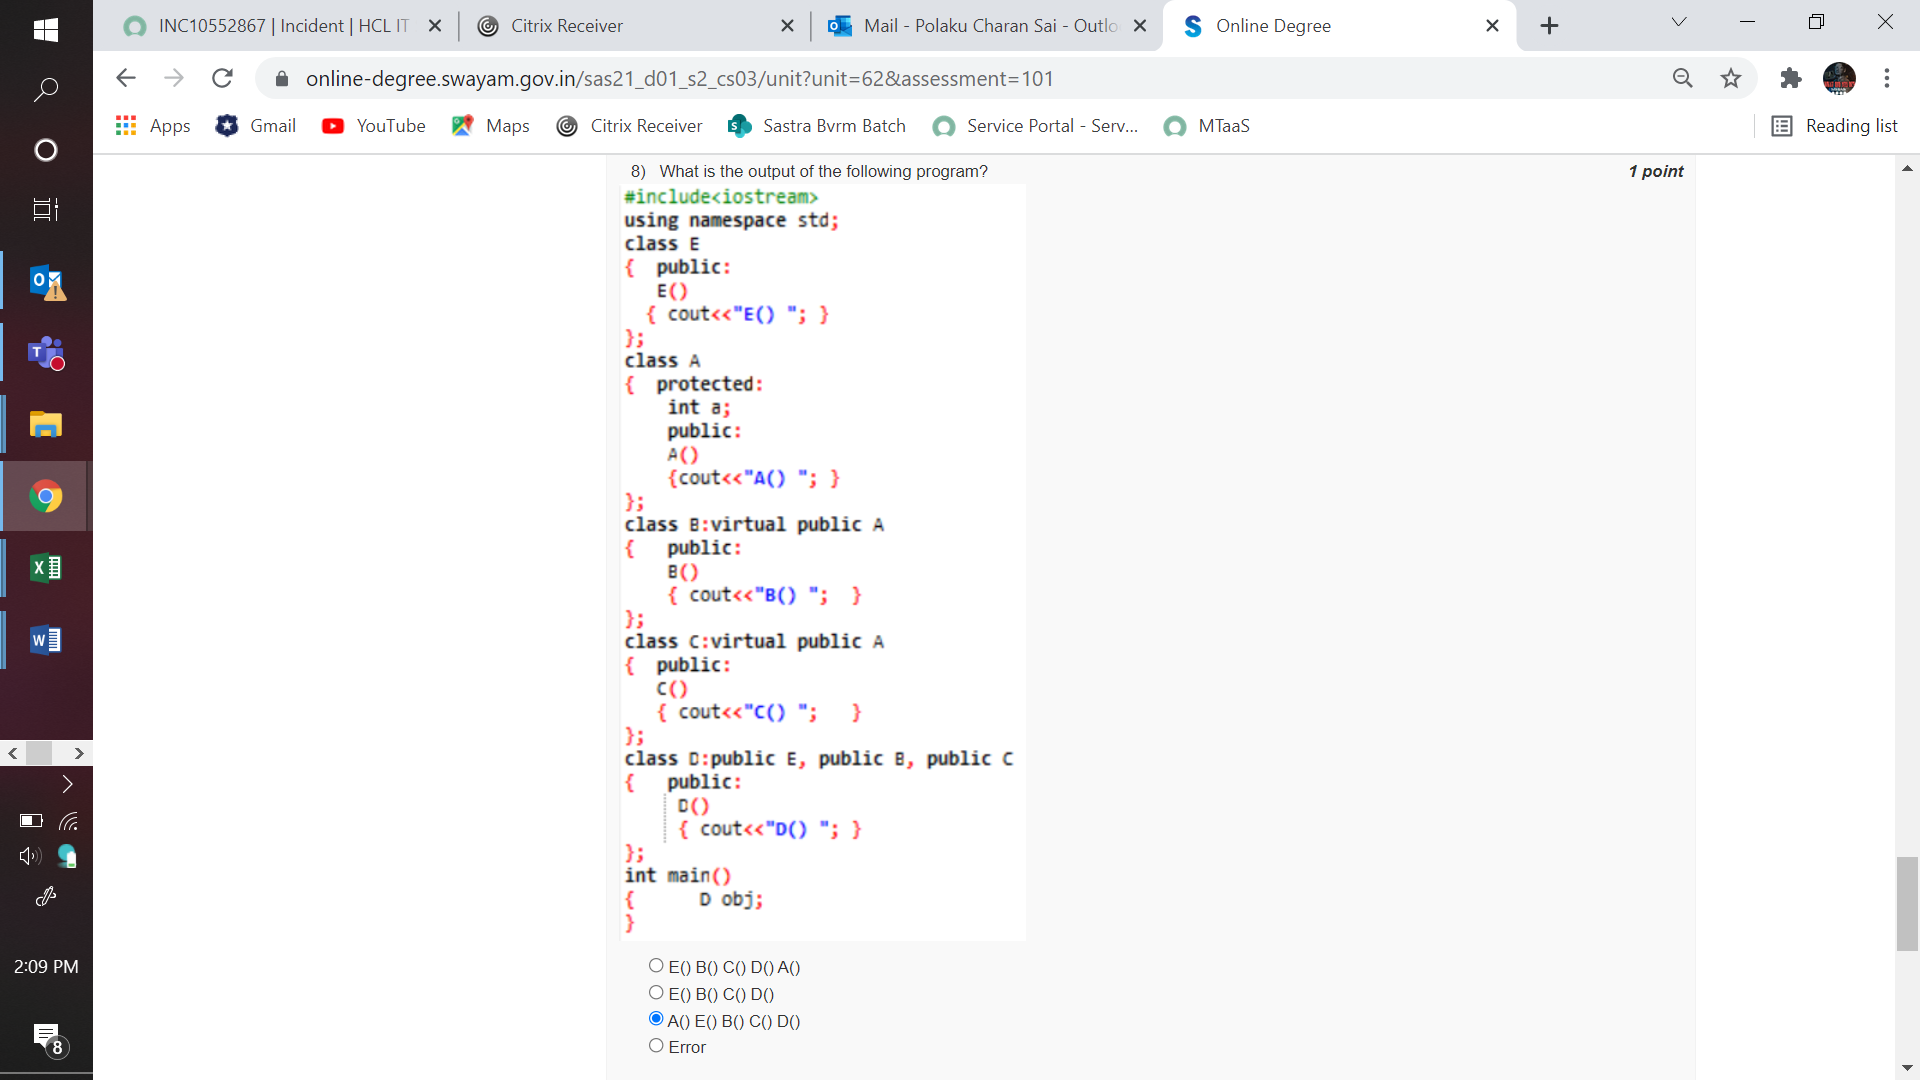 INC10552867 | Incident | HCL IT
Citrix Receiver
Mail - Polaku Charan Sai - Outlo
Online Degree
online-degree.swayam.gov.in/sas21_d01_s2_cs03/unit?unit=62&assessment=101
Apps
Gmail
YouTube
Maps
Citrix Receiver
Sastra Bvrm Batch
Service Portal - Serv...
MTaaS
Reading list
8) What is the output of the following program?
1 point
#include<iostream>
using namespace std;
class E
{ public:
E()
{ cout<<"E() "; }
};
class A
{ protected:
int a;
public:
A()
{cout<<"A() "; }
};
class B:virtual public A
{ public:
B()
{ cout<<"B() "; }
};
class C:virtual public A
{ public:
C()
{ cout<<"C() "; }
};
class D:public E, public B, public C
{ public:
D()
{ cout<<"D() "; }
};
int main()
{ D obj;
}
E() B() C() D() A()
E() B() C() D()
A() E() B() C() D()
Error
2:09 PM
8